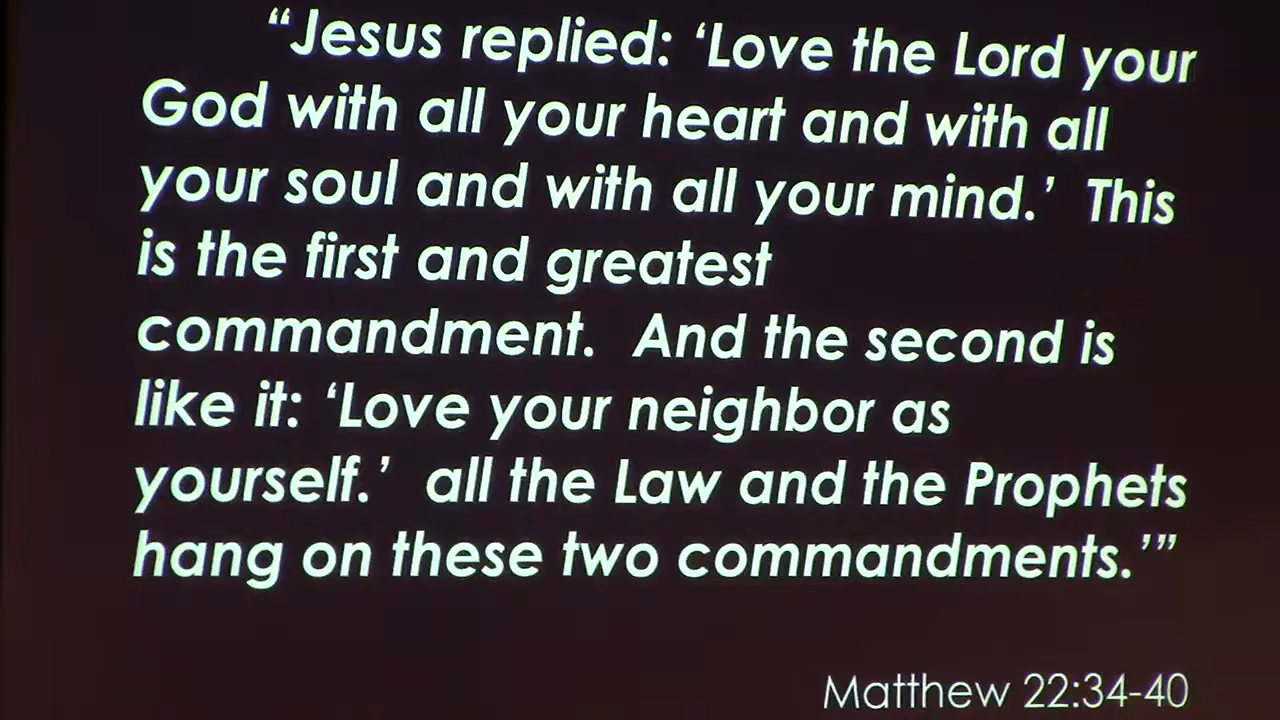 “Jesus replied: ‘Love the Lord your
God with all your heart and with all
your soul and with all your mind.’ This
is the first and greatest
commandment. And the second is
like it: ‘Love your neighbor as
yourself.’ all the Law and the Prophets
hang on these two commandments.’”
Matthew 22:34-40